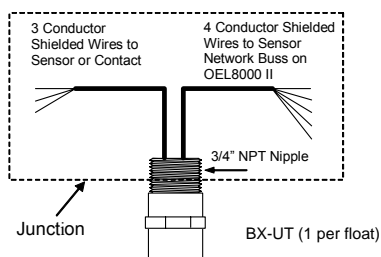 3 Conductor
Shielded Wires to
Sensor or Contact
4 Conductor Shielded
Wires to Sensor
Network Buss on
OEL8000 II
3/4" NPT Nipple
Junction
BX-UT (1 per float)